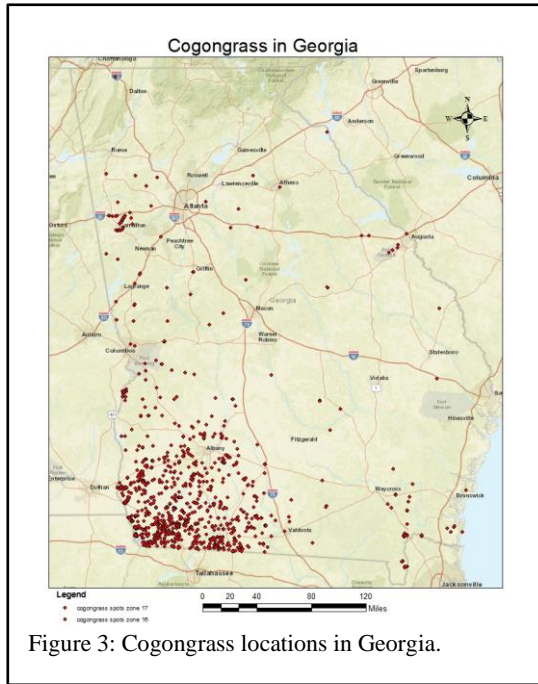 Cogongrass in Georgia
Chattanooga
Dalton
Spartanburg
Greenville
Anderson
N
W
E
S
Rome
Gainesville
Greenwood
Roswell
Lawrenceville
Athens
Columbia
Atlanta
Oxford
Carrollton
Peachtree
City
Newnan
Augusta
Griffin
Georgia
Lagrange
Macon
Auburn
Warner
Robins
Columbus
Statesboro
Vidalia
Hinesville
Fitzgerald
Albany
Enterprise
Dothan
Waycross
Brunswick
Valdosta
Tallahassee
Jacksonville
Legend
cogongrass spots zone 17
cogongrass spots zone 16
0 20 40 80 120
Miles
Figure 3: Cogongrass locations in Georgia.